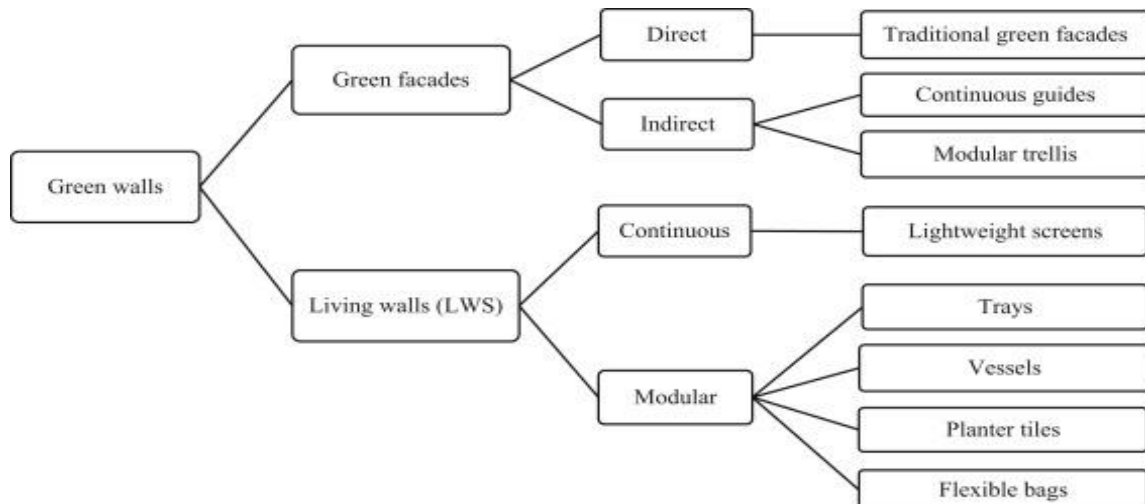 Green walls
Green facades
Direct
Traditional green facades
Indirect
Continuous guides
Modular trellis
Living walls (LWS)
Continuous
Lightweight screens
Modular
Trays
Vessels
Planter tiles
Flexible bags